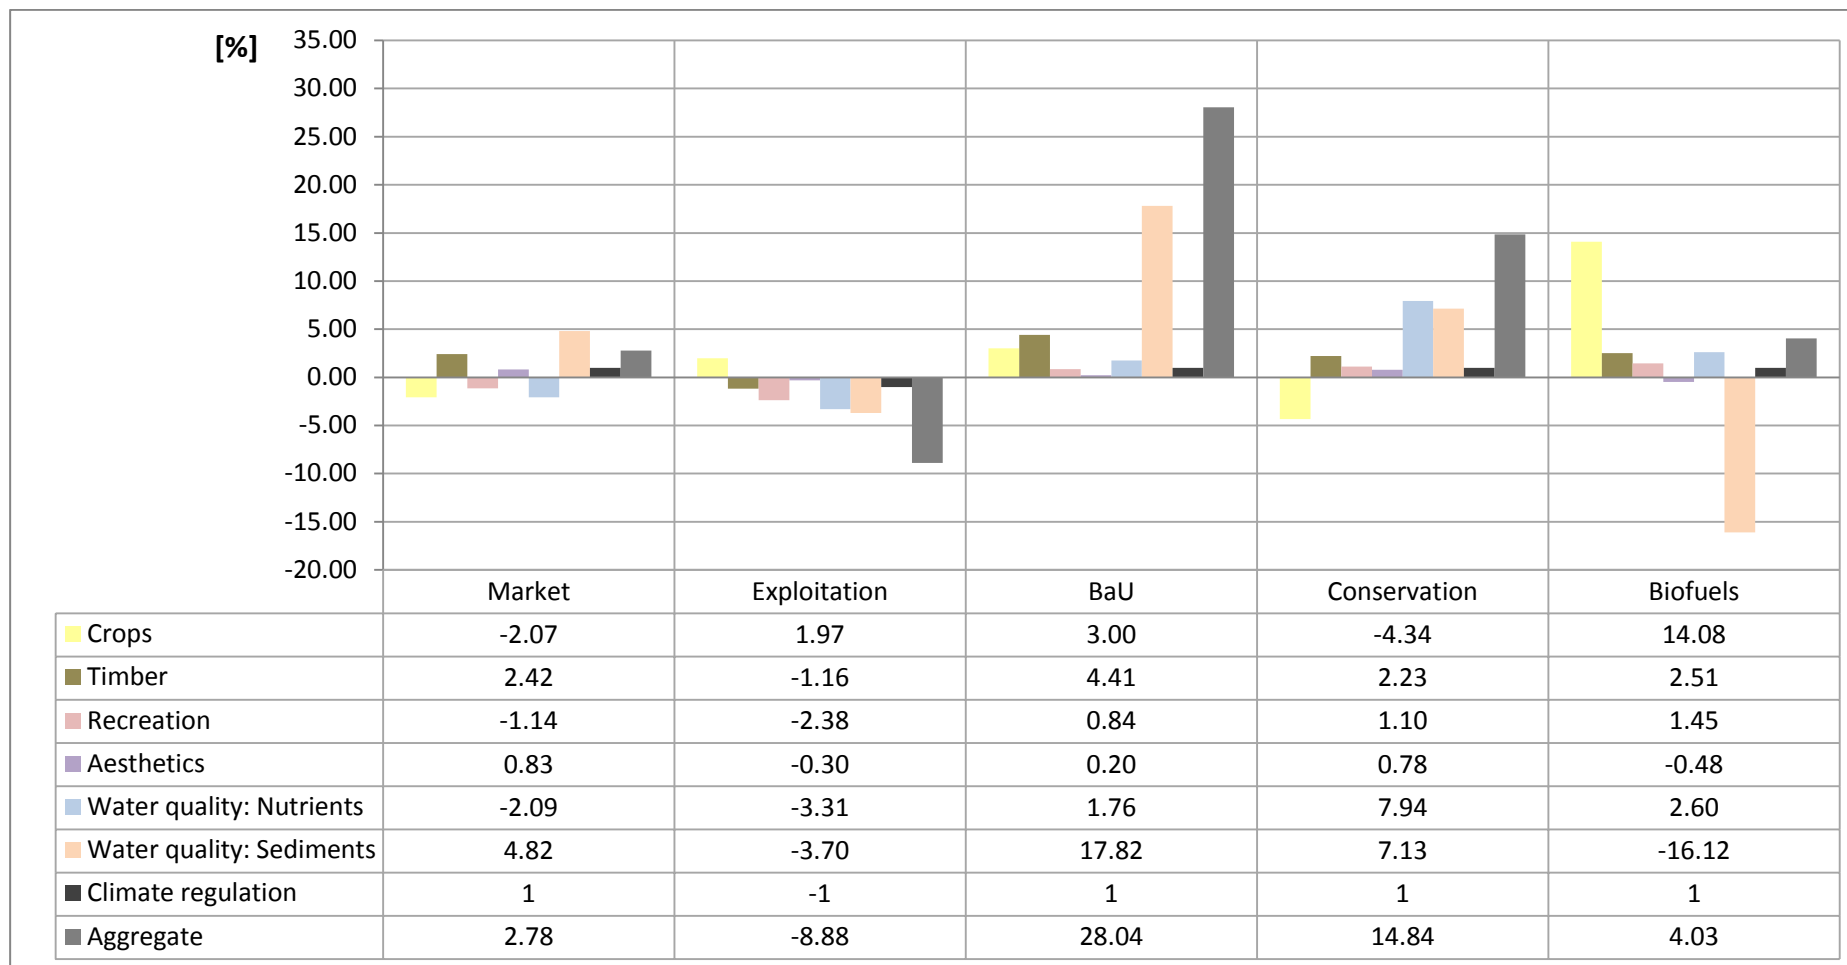 [%]
35.00
30.00
25.00
20.00
15.00
10.00
5.00
0.00
-5.00
-10.00
-15.00
-20.00
Market Exploitation BaU Conservation Biofuels
Crops -2.07 1.97 3.00 -4.34 14.08
Timber 2.42 -1.16 4.41 2.23 2.51
Recreation -1.14 -2.38 0.84 1.10 1.45
Aesthetics 0.83 -0.30 0.20 0.78 -0.48
Water quality: Nutrients -2.09 -3.31 1.76 7.94 2.60
Water quality: Sediments 4.82 -3.70 17.82 7.13 -16.12
Climate regulation 1 -1 1 1 1
Aggregate 2.78 -8.88 28.04 14.84 4.03